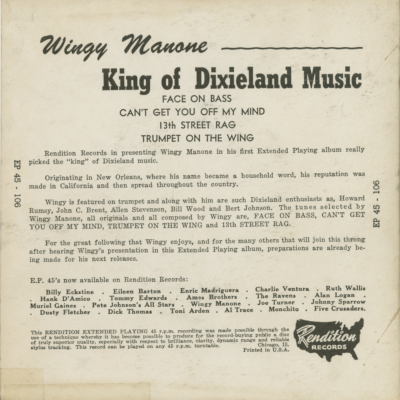 Wingy Manone
King of Dixieland Music
FACE ON BASS
CAN'T GET YOU OFF MY MIND
13th STREET RAG
TRUMPET ON THE WING
Rendition Records in presenting Wingy Manone in his first Extended Playing album really
picked the "king" of Dixieland music.
Originating in New Orleans, where his name became a household word, his reputation was
made in California and then spread throughout the country.
Wingy is featured on trumpet and along with him are such Dixieland enthusiasts as, Howard
Rumsy, John C. Brent, Allen Stevenson, Bill Wood and Bert Johnson. The tunes selected by
Wingy Manone, all originals and all composed by Wingy are, FACE ON BASS, CAN'T GET
YOU OFF MY MIND, TRUMPET ON THE WING and 13th STREET RAG.
For the great following that Wingy enjoys, and for the many others that will join this throng
after hearing Wingy's presentation in this Extended Playing album, preparations are already be-
ing made for his next releases.
EP 45 - 106
EP 45 - 106
E.P. 45's now available on Rendition Records:
Billy Eckstine . Eileen Barton . Enric Madriguera . Charlie Ventura . Ruth Wallis
Hank D'Amico . Tommy Edwards . Ames Brothers . The Ravens . Alan Logan .
Muriel Gaines . Pete Johnson's All Stars . Wingy Manone . Joe Turner . Johnny Sparrow
Dusty Fletcher . Dick Thomas . Toni Arden . Al Trace . Monchito . Five Crusaders.
This RENDITION EXTENDED PLAYING 45 r.p.m. recording was made possible through the
use of a technique whereby it has become possible to produce for the record-buying public a disc
of truly superior quality, especially with respect to brilliance, clarity, dynamic range and reliable
stylus tracking. This record can be played on any 45 r.p.m. turntable.
Chicago, Ill.
Printed in U.S.A.
Rendition
RECORDS